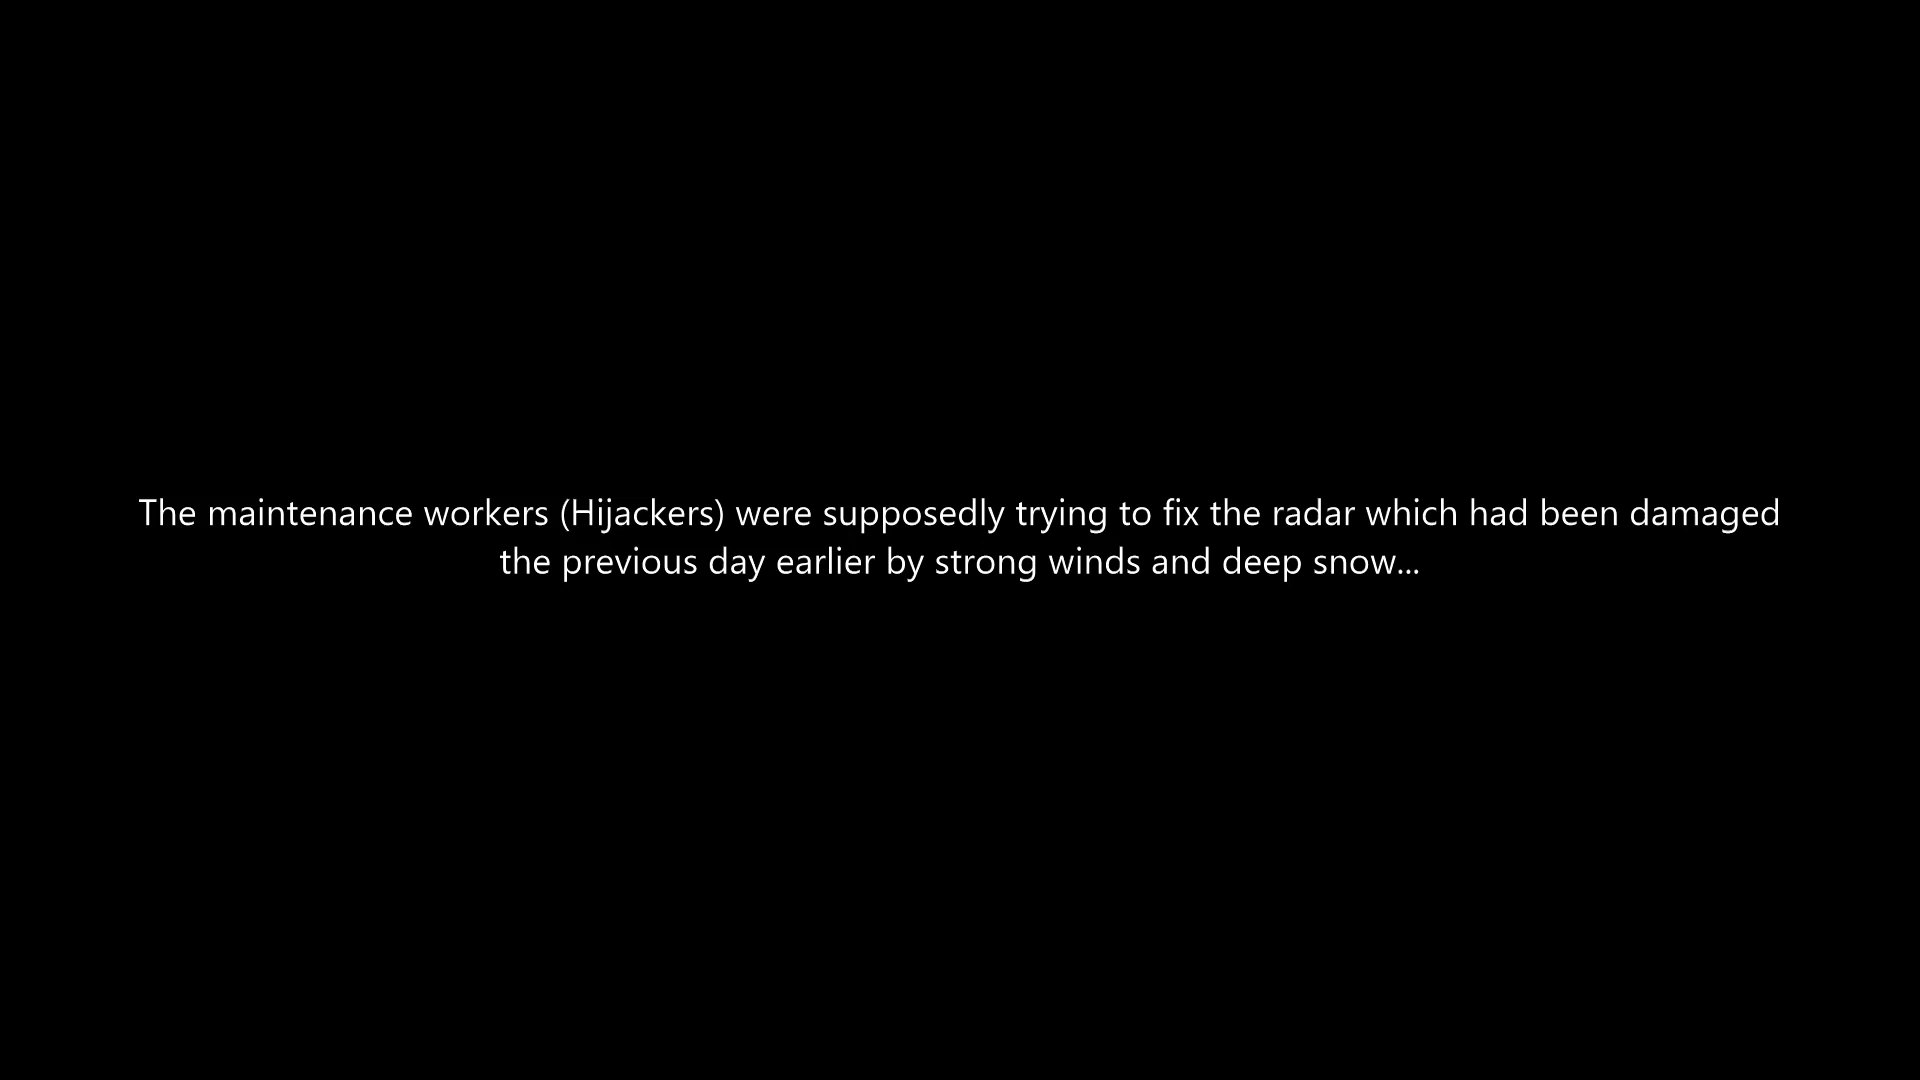 The maintenance workers (Hijackers) were supposedly trying to fix the radar which had been damaged
the previous day earlier by strong winds and deep snow...